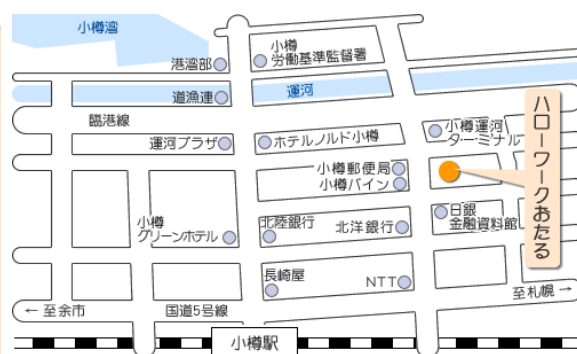 小樽湾
小樽
労働基準監督署
港湾部
道漁連
運河
臨港線
運河プラザ
ホテルノルド小樽
小樽運河
ターミナル
小樽郵便局
小樽バイン
ハローワークおたる
小樽
グリーンホテル
北陸銀行
北洋銀行
日銀
金融資料館
長崎屋
NTT
至札幌 →
← 至余市
国道5号線
小樽駅